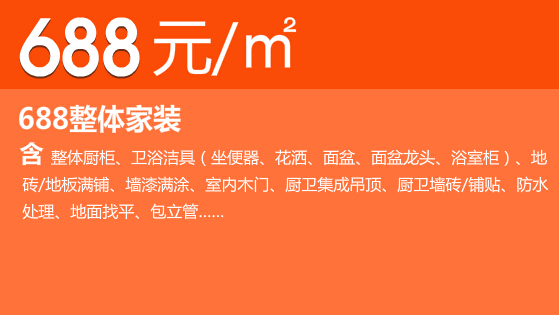 688元/㎡
688整体家装
含 整体厨柜、卫浴洁具（坐便器、花洒、面盆、面盆龙头、浴室柜）、地
砖/地板满铺、墙漆满涂、室内木门、厨卫集成吊顶、厨卫墙砖/铺贴、防水
处理、地面找平、包立管……